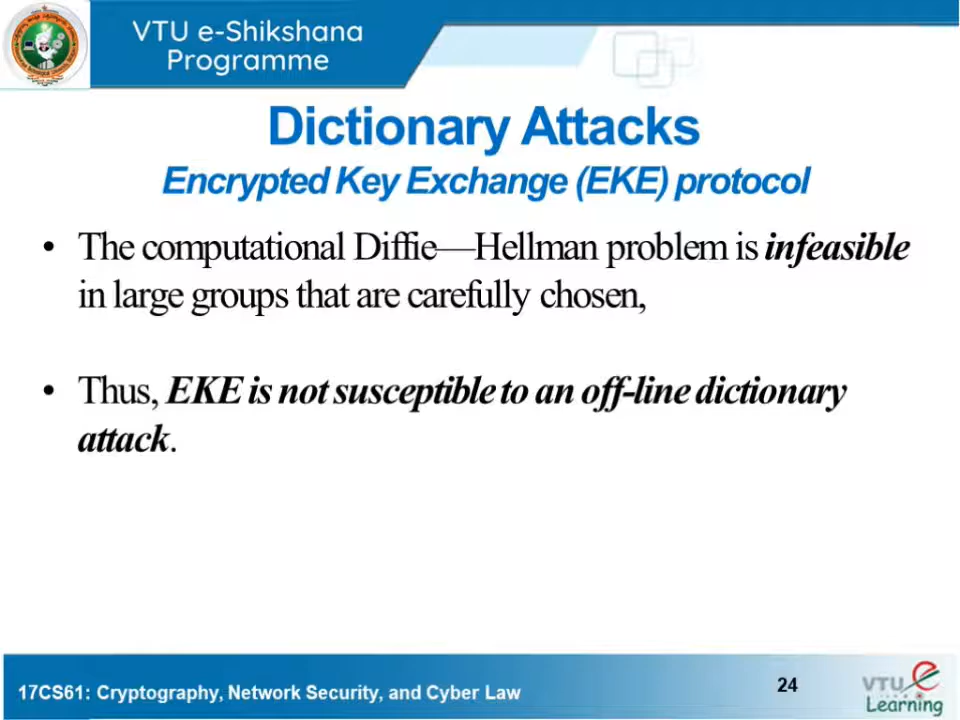 VTU e-Shikshana
Programme
Dictionary Attacks
Encrypted Key Exchange (EKE) protocol
• The computational Diffie—Hellman problem is infeasible
in large groups that are carefully chosen,
• Thus, EKE is not susceptible to an off-line dictionary
attack.
17CS61: Cryptography, Network Security, and Cyber Law
24
VTU e
Learning